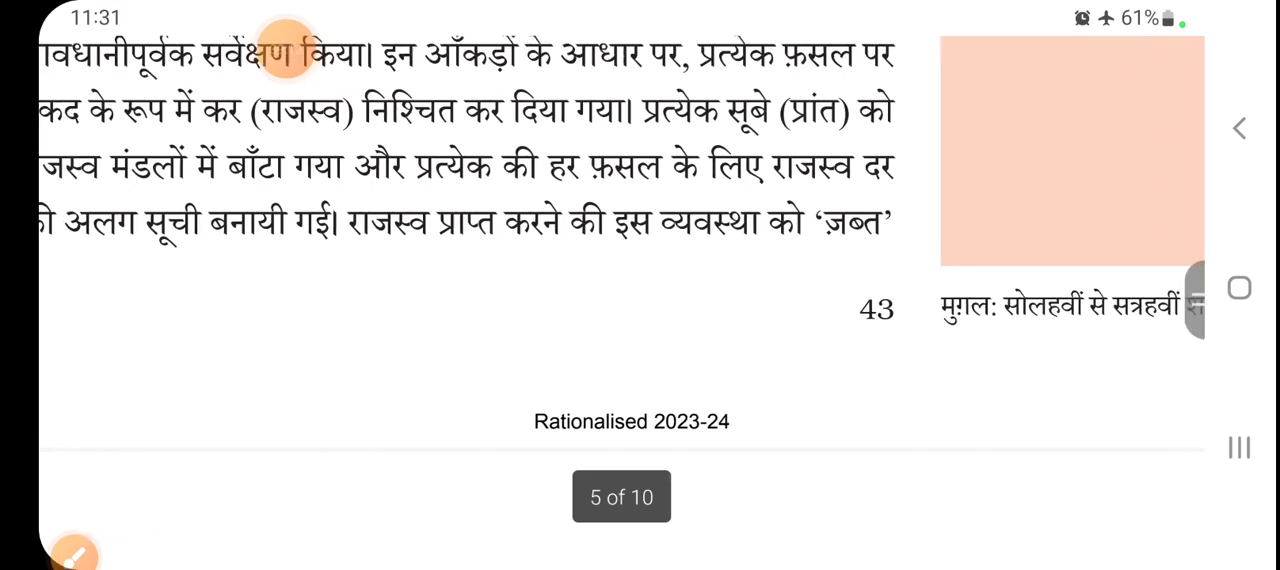 11:31
61%
गवधानीपूर्वक सर्वेक्षण किया। इन आँकड़ों के आधार पर, प्रत्येक फ़सल पर
कद के रूप में कर (राजस्व) निश्चित कर दिया गया। प्रत्येक सूबे (प्रांत) को
जस्व मंडलों में बाँटा गया और प्रत्येक की हर फ़सल के लिए राजस्व दर
अलग सूची बनायी गई। राजस्व प्राप्त करने की इस व्यवस्था को ‘ज़ब्त’
43
मुग़ल: सोलहवीं से सत्रहवीं
Rationalised 2023-24
5 of 10